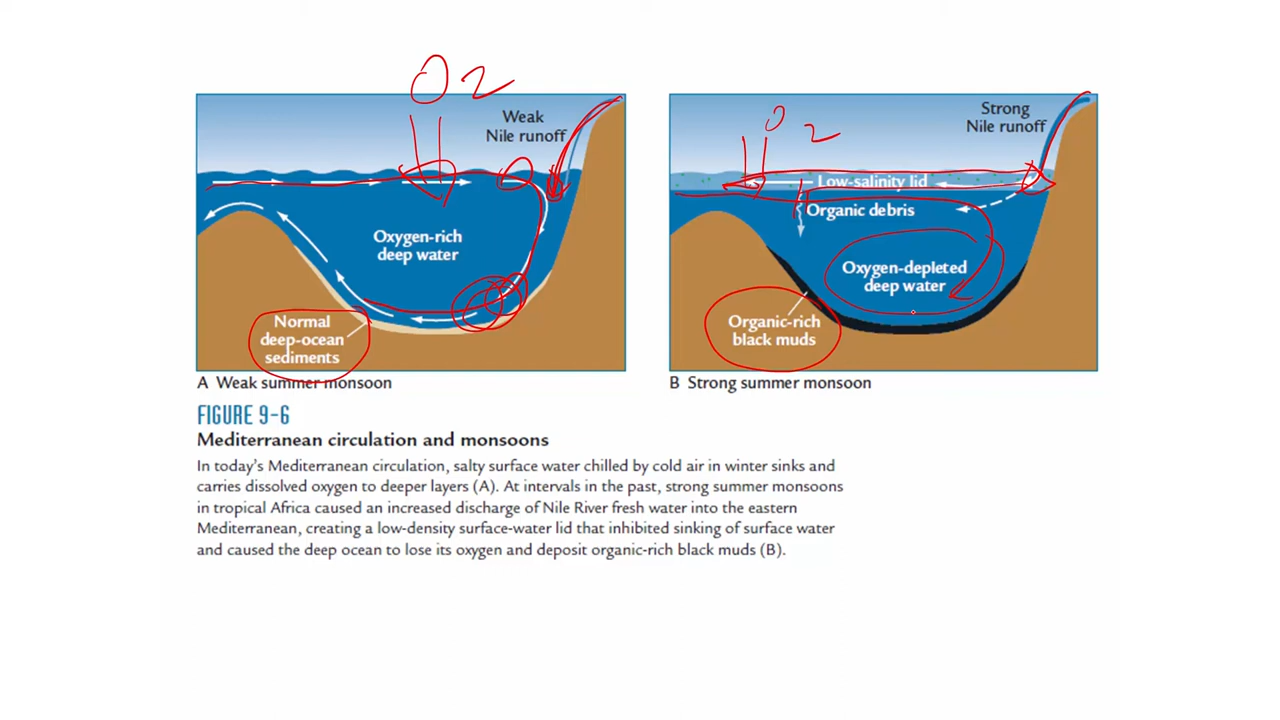 O2
Weak
Nile runoff
Oxygen-rich
deep water
Normal
deep-ocean
sediments
A Weak summer monsoon
O2
Strong
Nile runoff
Low-salinity lid
Organic debris
Oxygen-depleted
deep water
Organic-rich
black muds
B Strong summer monsoon
FIGURE 9-6
Mediterranean circulation and monsoons
In today's Mediterranean circulation, salty surface water chilled by cold air in winter sinks and
carries dissolved oxygen to deeper layers (A). At intervals in the past, strong summer monsoons
in tropical Africa caused an increased discharge of Nile River fresh water into the eastern
Mediterranean, creating a low-density surface-water lid that inhibited sinking of surface water
and caused the deep ocean to lose its oxygen and deposit organic-rich black muds (B).